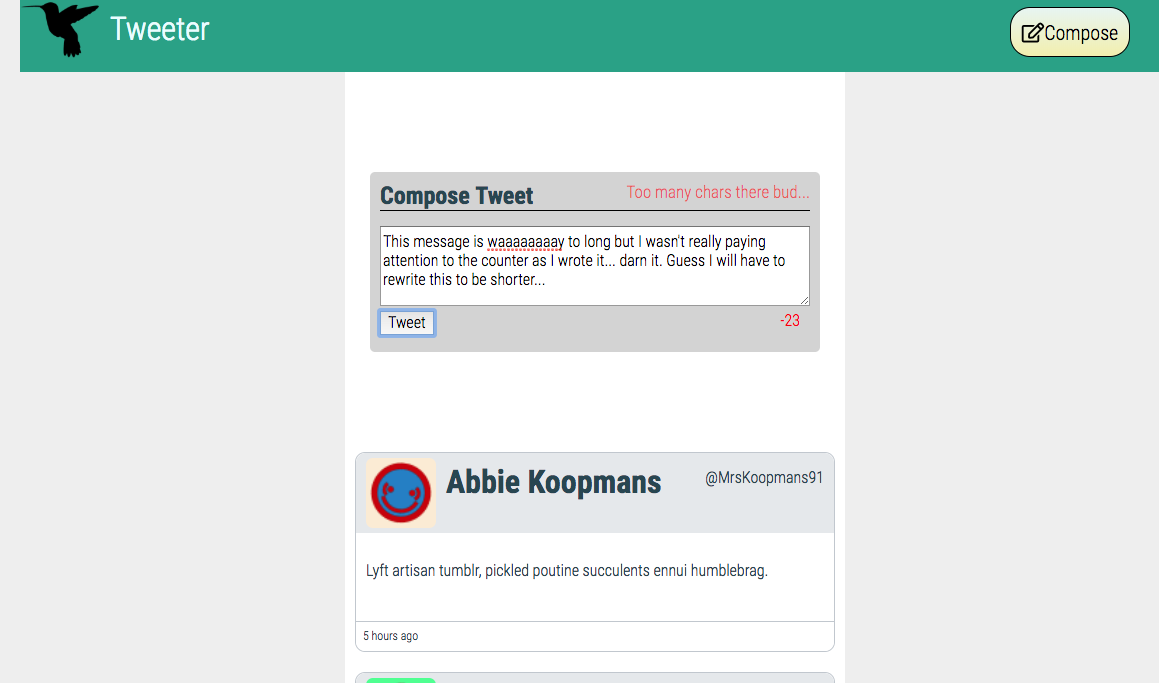 Tweeter
Compose
Compose Tweet
Too many chars there bud...
This message is waaaaaaaay to long but I wasn't really paying
attention to the counter as I wrote it... darn it. Guess I will have to
rewrite this to be shorter...
Tweet
-23
Abbie Koopmans
@MrsKoopmans91
Lyft artisan tumblr, pickled poutine succulents ennui humblebrag.
5 hours ago